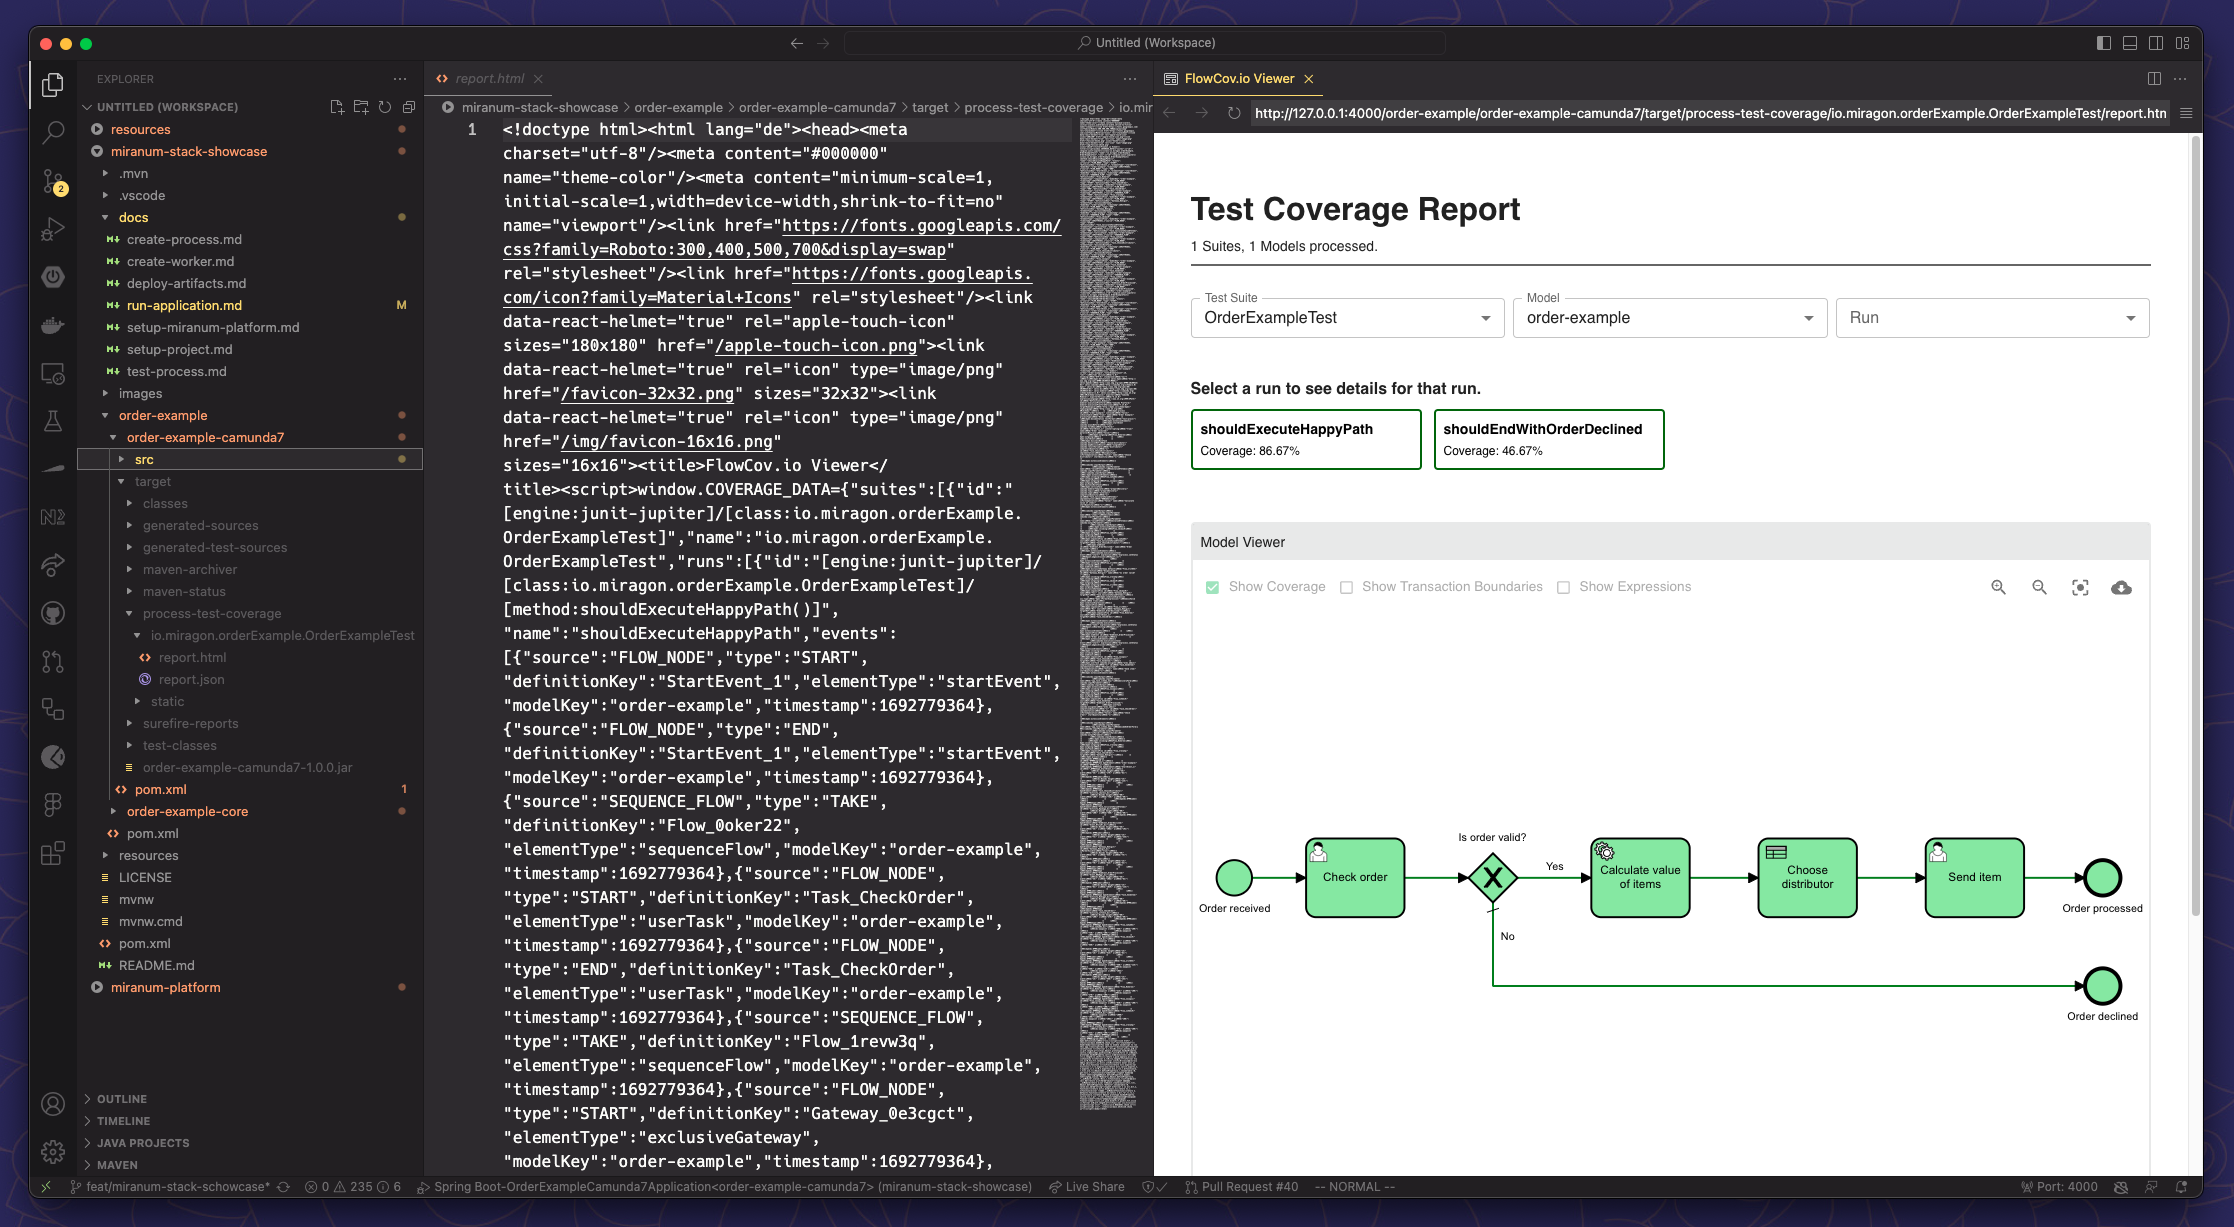 Untitled (Workspace)
EXPLORER
UNTITLED (WORKSPACE)
resources
miranum-stack-showcase
.mvn
.vscode
docs
create-process.md
create-worker.md
deploy-artifacts.md
run-application.md M
setup-miranum-platform.md
setup-project.md
test-process.md
images
order-example
order-example-camunda7
src
target
classes
generated-sources
generated-test-sources
maven-archiver
maven-status
process-test-coverage
io.miragon.orderExample.OrderExampleTest
report.html
report.json
static
surefire-reports
test-classes
order-example-camunda7-1.0.0.jar
pom.xml 1
order-example-core
pom.xml
resources
LICENSE
mvnw
mvnw.cmd
pom.xml
README.md
miranum-platform
OUTLINE
TIMELINE
JAVA PROJECTS
MAVEN
2
report.html
miranum-stack-showcase > order-example > order-example-camunda7 > target > process-test-coverage > io.mir
1
<!doctype html><html lang="de"><head><meta
charset="utf-8"/><meta content="#000000"
name="theme-color"/><meta content="minimum-scale=1,
initial-scale=1,width=device-width,shrink-to-fit=no"
name="viewport"/><link href="https://fonts.googleapis.com/
css?family=Roboto:300,400,500,700&display=swap"
rel="stylesheet"/><link href="https://fonts.googleapis.
com/icon?family=Material+Icons" rel="stylesheet"/><link
data-react-helmet="true" rel="apple-touch-icon"
sizes="180x180" href="/apple-touch-icon.png"><link
data-react-helmet="true" rel="icon" type="image/png"
href="/favicon-32x32.png" sizes="32x32"><link
data-react-helmet="true" rel="icon" type="image/png"
href="/img/favicon-16x16.png"
sizes="16x16"><title>FlowCov.io Viewer</
title><script>window.COVERAGE_DATA={"suites":[{"id":"
[engine:junit-jupiter]/[class:io.miragon.orderExample.
OrderExampleTest]","name":"io.miragon.orderExample.
OrderExampleTest","runs":[{"id":"[engine:junit-jupiter]/
[class:io.miragon.orderExample.OrderExampleTest]/
[method:shouldExecuteHappyPath()]",
"name":"shouldExecuteHappyPath","events":
[{"source":"FLOW_NODE","type":"START",
"definitionKey":"StartEvent_1","elementType":"startEvent",
"modelKey":"order-example","timestamp":1692779364},
{"source":"FLOW_NODE","type":"END",
"definitionKey":"StartEvent_1","elementType":"startEvent",
"modelKey":"order-example","timestamp":1692779364},
{"source":"SEQUENCE_FLOW","type":"TAKE",
"definitionKey":"Flow_0oker22",
"elementType":"sequenceFlow","modelKey":"order-example",
"timestamp":1692779364},{"source":"FLOW_NODE",
"type":"START","definitionKey":"Task_CheckOrder",
"elementType":"userTask","modelKey":"order-example",
"timestamp":1692779364},{"source":"FLOW_NODE",
"type":"END","definitionKey":"Task_CheckOrder",
"elementType":"userTask","modelKey":"order-example",
"timestamp":1692779364},{"source":"SEQUENCE_FLOW",
"type":"TAKE","definitionKey":"Flow_1revw3q",
"elementType":"sequenceFlow","modelKey":"order-example",
"timestamp":1692779364},{"source":"FLOW_NODE",
"type":"START","definitionKey":"Gateway_0e3cgct",
"elementType":"exclusiveGateway",
"modelKey":"order-example","timestamp":1692779364},
FlowCov.io Viewer
http://127.0.0.1:4000/order-example/order-example-camunda7/target/process-test-coverage/io.miragon.orderExample.OrderExampleTest/report.htm
Test Coverage Report
1 Suites, 1 Models processed.
Test Suite
OrderExampleTest
Model
order-example
Run
Select a run to see details for that run.
shouldExecuteHappyPath
Coverage: 86.67%
shouldEndWithOrderDeclined
Coverage: 46.67%
Model Viewer
Show Coverage Show Transaction Boundaries Show Expressions
Order received
Check order
Is order valid?
Yes
No
Calculate value
of items
Choose
distributor
Send item
Order processed
Order declined
feat/miranum-stack-schowcase* 0 235 6 Spring Boot-OrderExampleCamunda7Application<order-example-camunda7> (miranum-stack-showcase) Live Share Pull Request #40 -- NORMAL -- Port: 4000